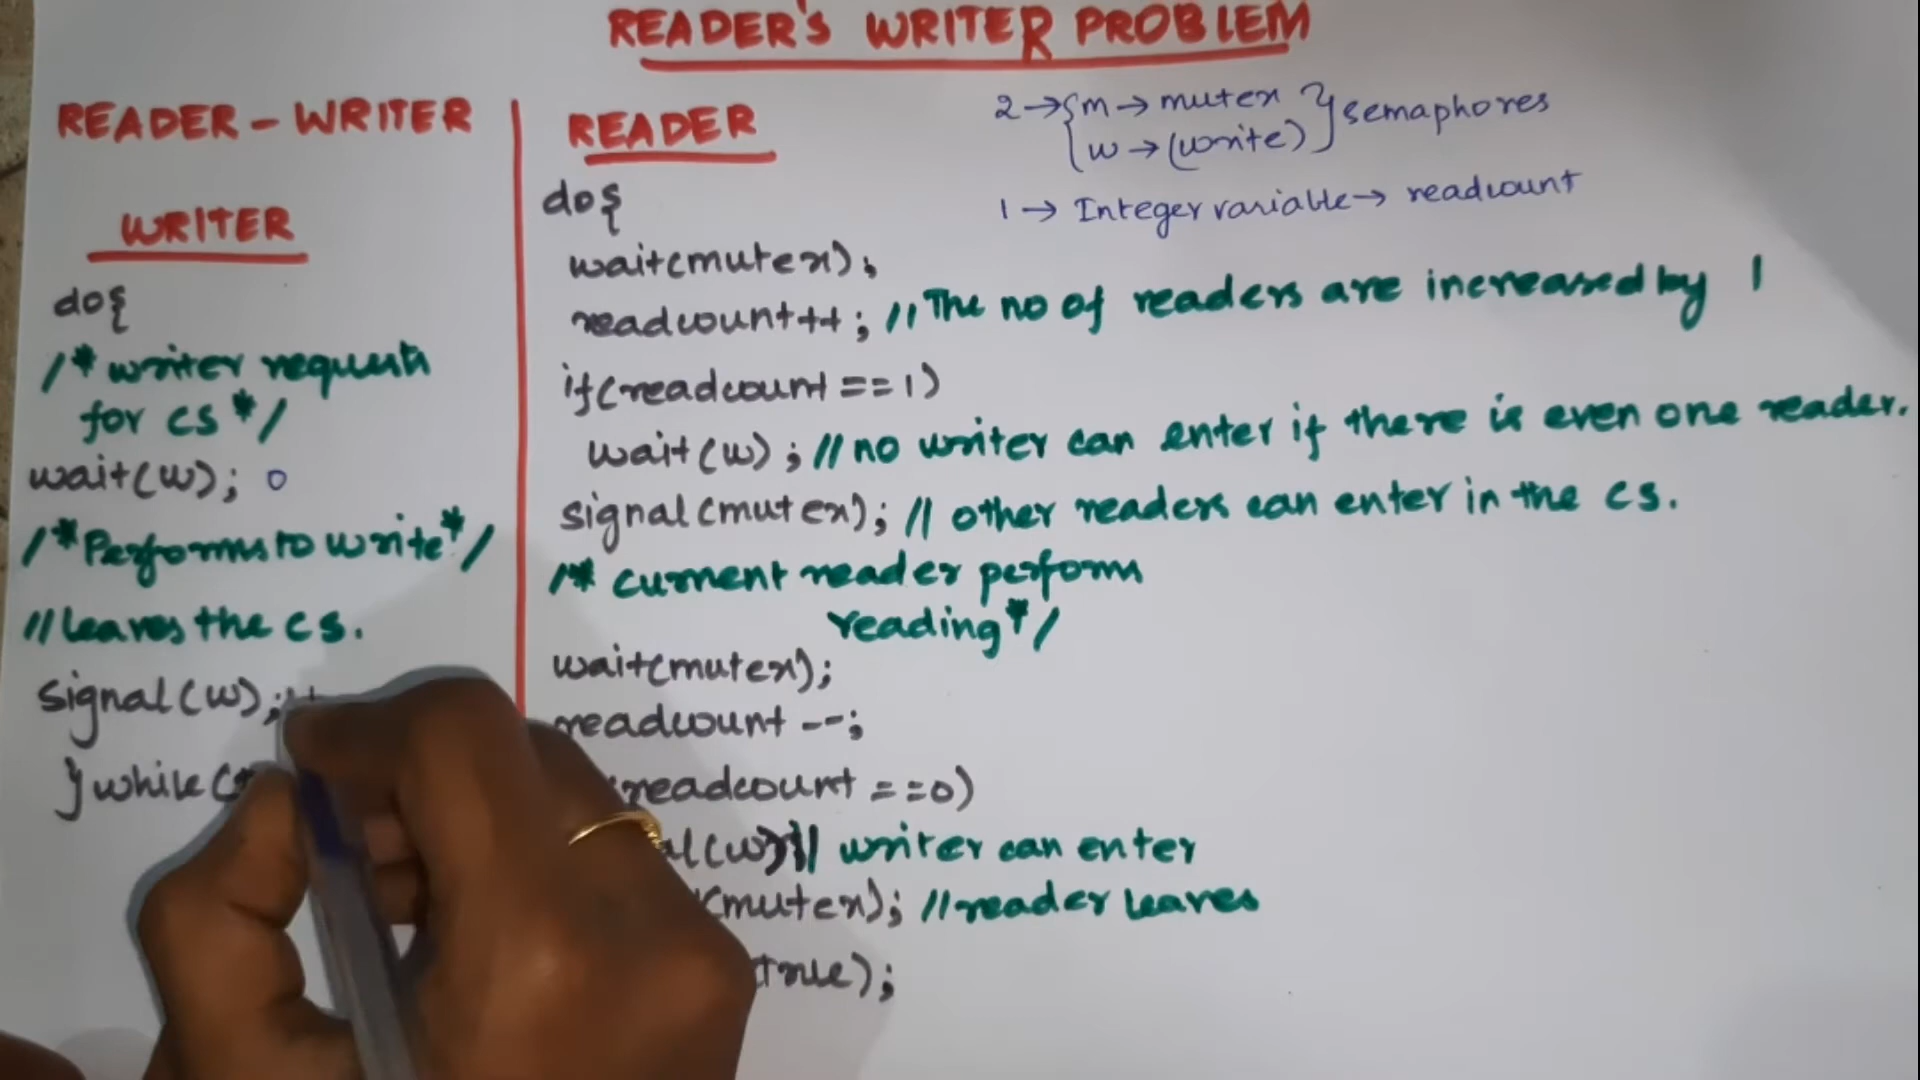 READER'S WRITER PROBLEM
READER - WRITER
WRITER
do{
/* writer requests
for cs */
wait(w); 0
/* Performs to write */
// leaves the cs.
signal(w);
} while(
READER
2 → { m → mutex
w → (write) } semaphores
1 → Integer variable → readcount
do{
wait(mutex);
readcount++; // The no of readers are increased by 1
if(readcount == 1)
wait(w); // no writer can enter if there is even one reader.
signal(mutex); // other readers can enter in the cs.
/* current reader perform
reading */
wait(mutex);
readcount --;
readcount == 0)
(w); // writer can enter
(mutex); // reader leaves
true);